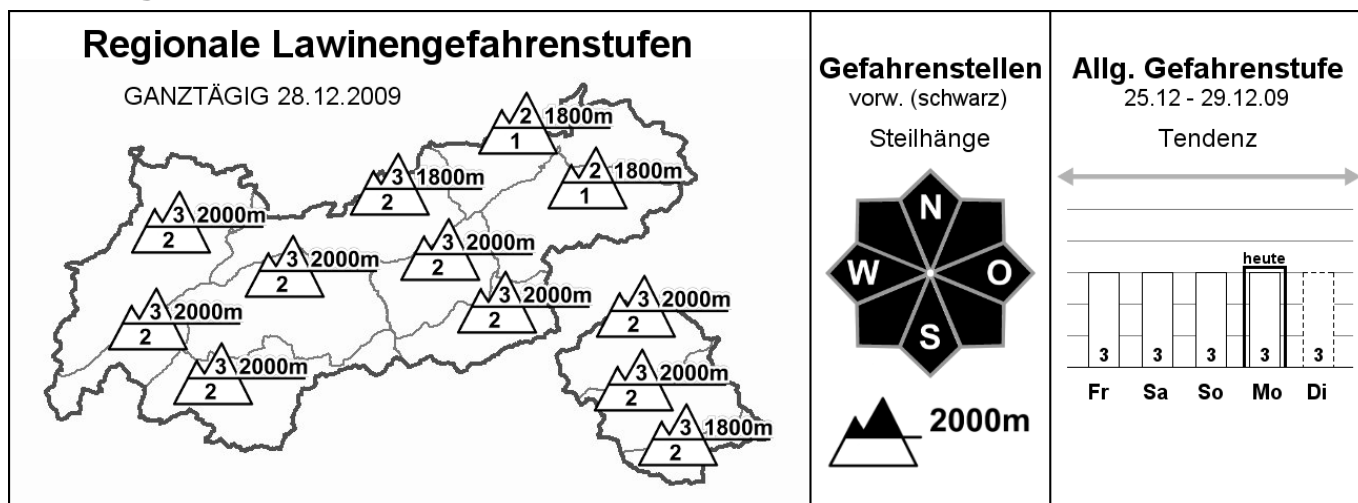 Regionale Lawinengefahrenstufen
GANZTÄGIG 28.12.2009
2 1800m
1
2 1800m
1
3 1800m
2
3 2000m
2
3 2000m
2
3 2000m
2
3 2000m
2
3 2000m
2
3 2000m
2
3 2000m
2
3 2000m
2
3 1800m
2
Gefahrenstellen
vorw. (schwarz)
Steilhänge
N
W O
S
2000m
Allg. Gefahrenstufe
25.12 - 29.12.09
Tendenz
heute
3 3 3 3 3
Fr Sa So Mo Di